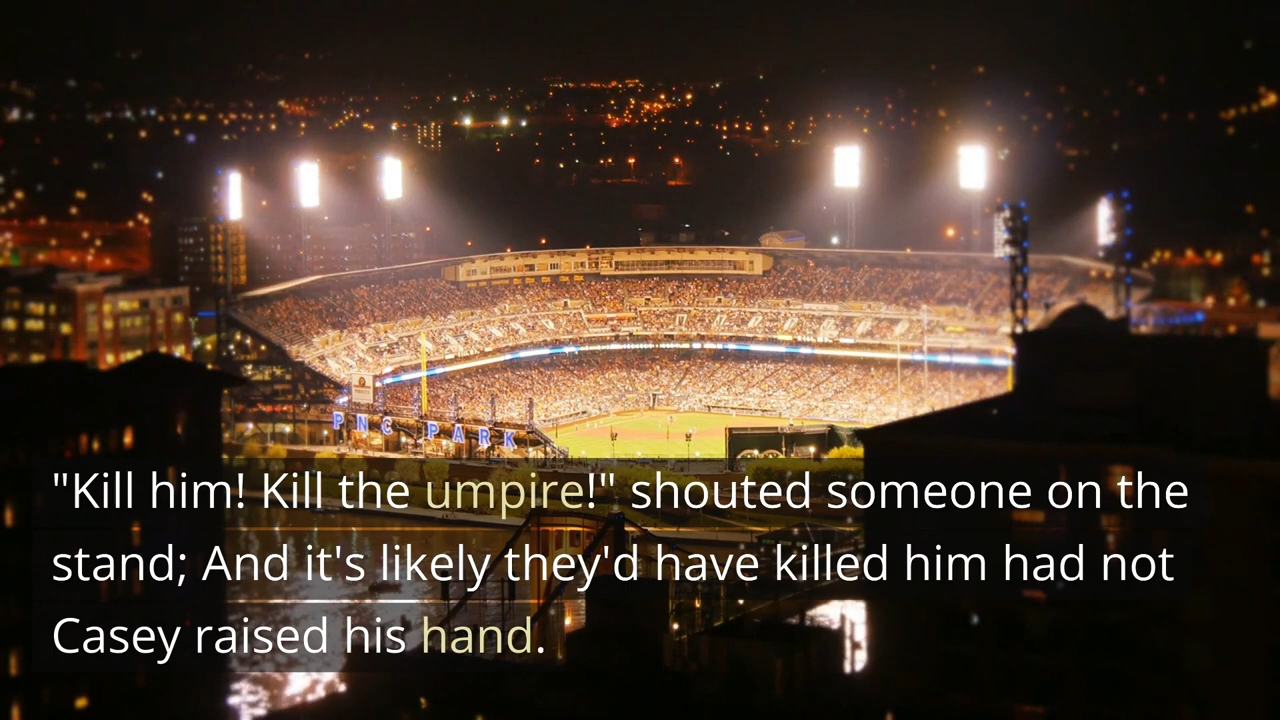 PNC PARK
"Kill him! Kill the umpire!" shouted someone on the
stand; And it's likely they'd have killed him had not
Casey raised his hand.